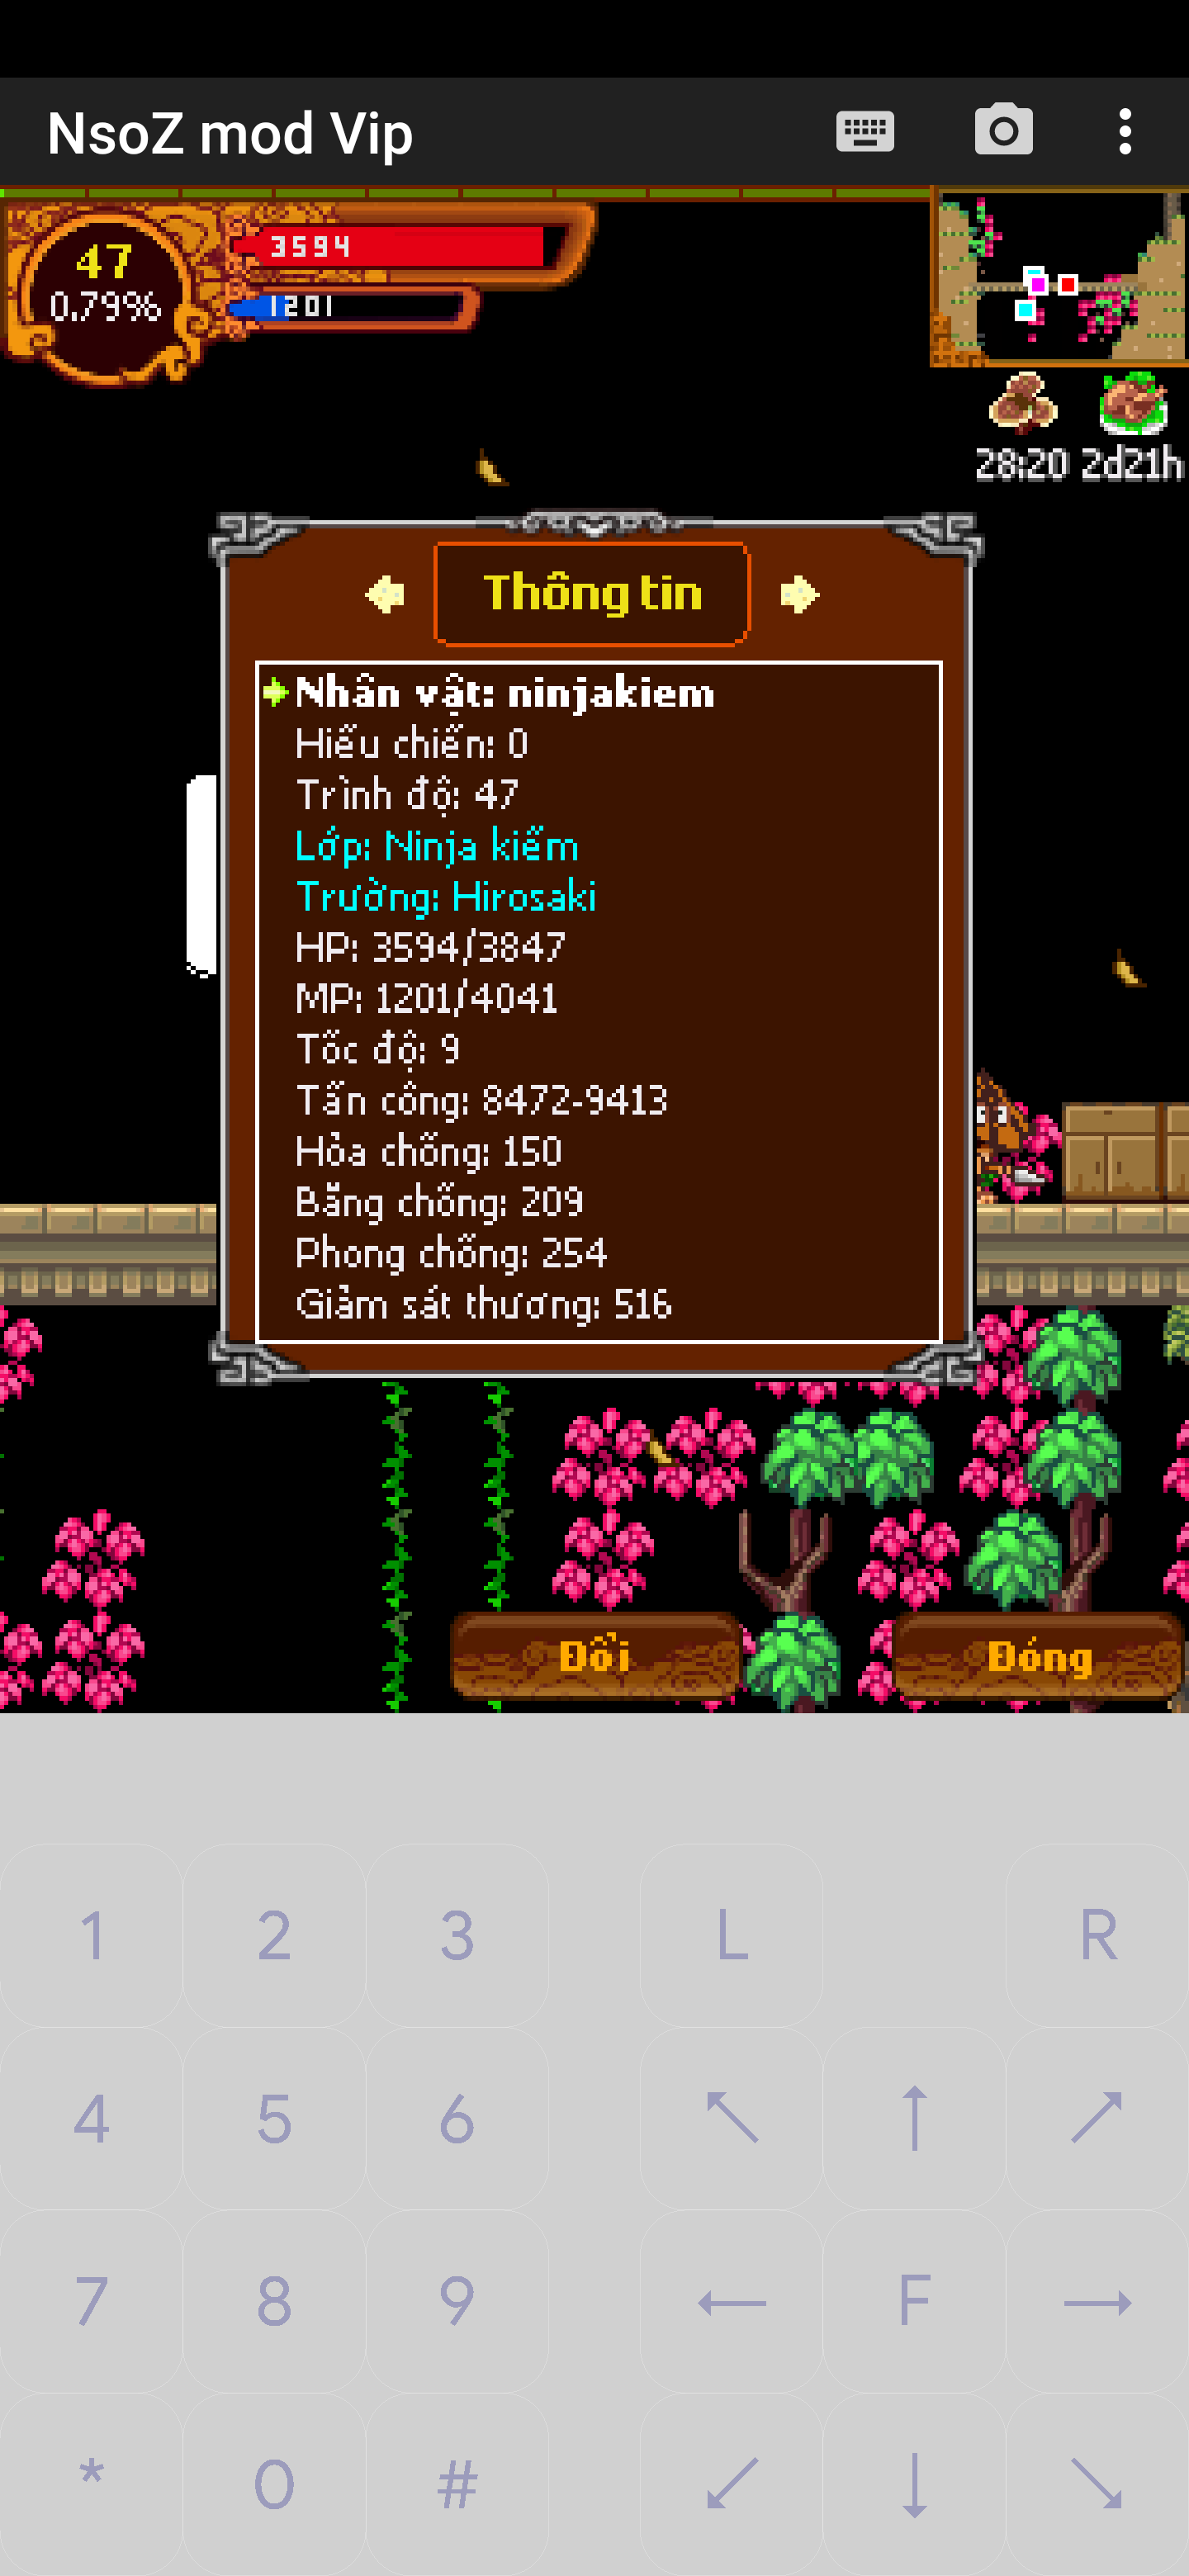 NsoZ mod Vip
47
0.79%
3594
1201
28:20 2d21h
Thông tin
Nhân vật: ninjakiem
Hiếu chiến: 0
Trình độ: 47
Lớp: Ninja kiếm
Trường: Hirosaki
HP: 3594/3847
MP: 1201/4041
Tốc độ: 9
Tấn công: 8472-9413
Hỏa chống: 150
Băng chống: 209
Phong chống: 254
Giảm sát thương: 516
Đổi Đóng
1 2 3 L R
4 5 6 ↖ ↑ ↗
7 8 9 ← F →
* 0 # ↙ ↓ ↘